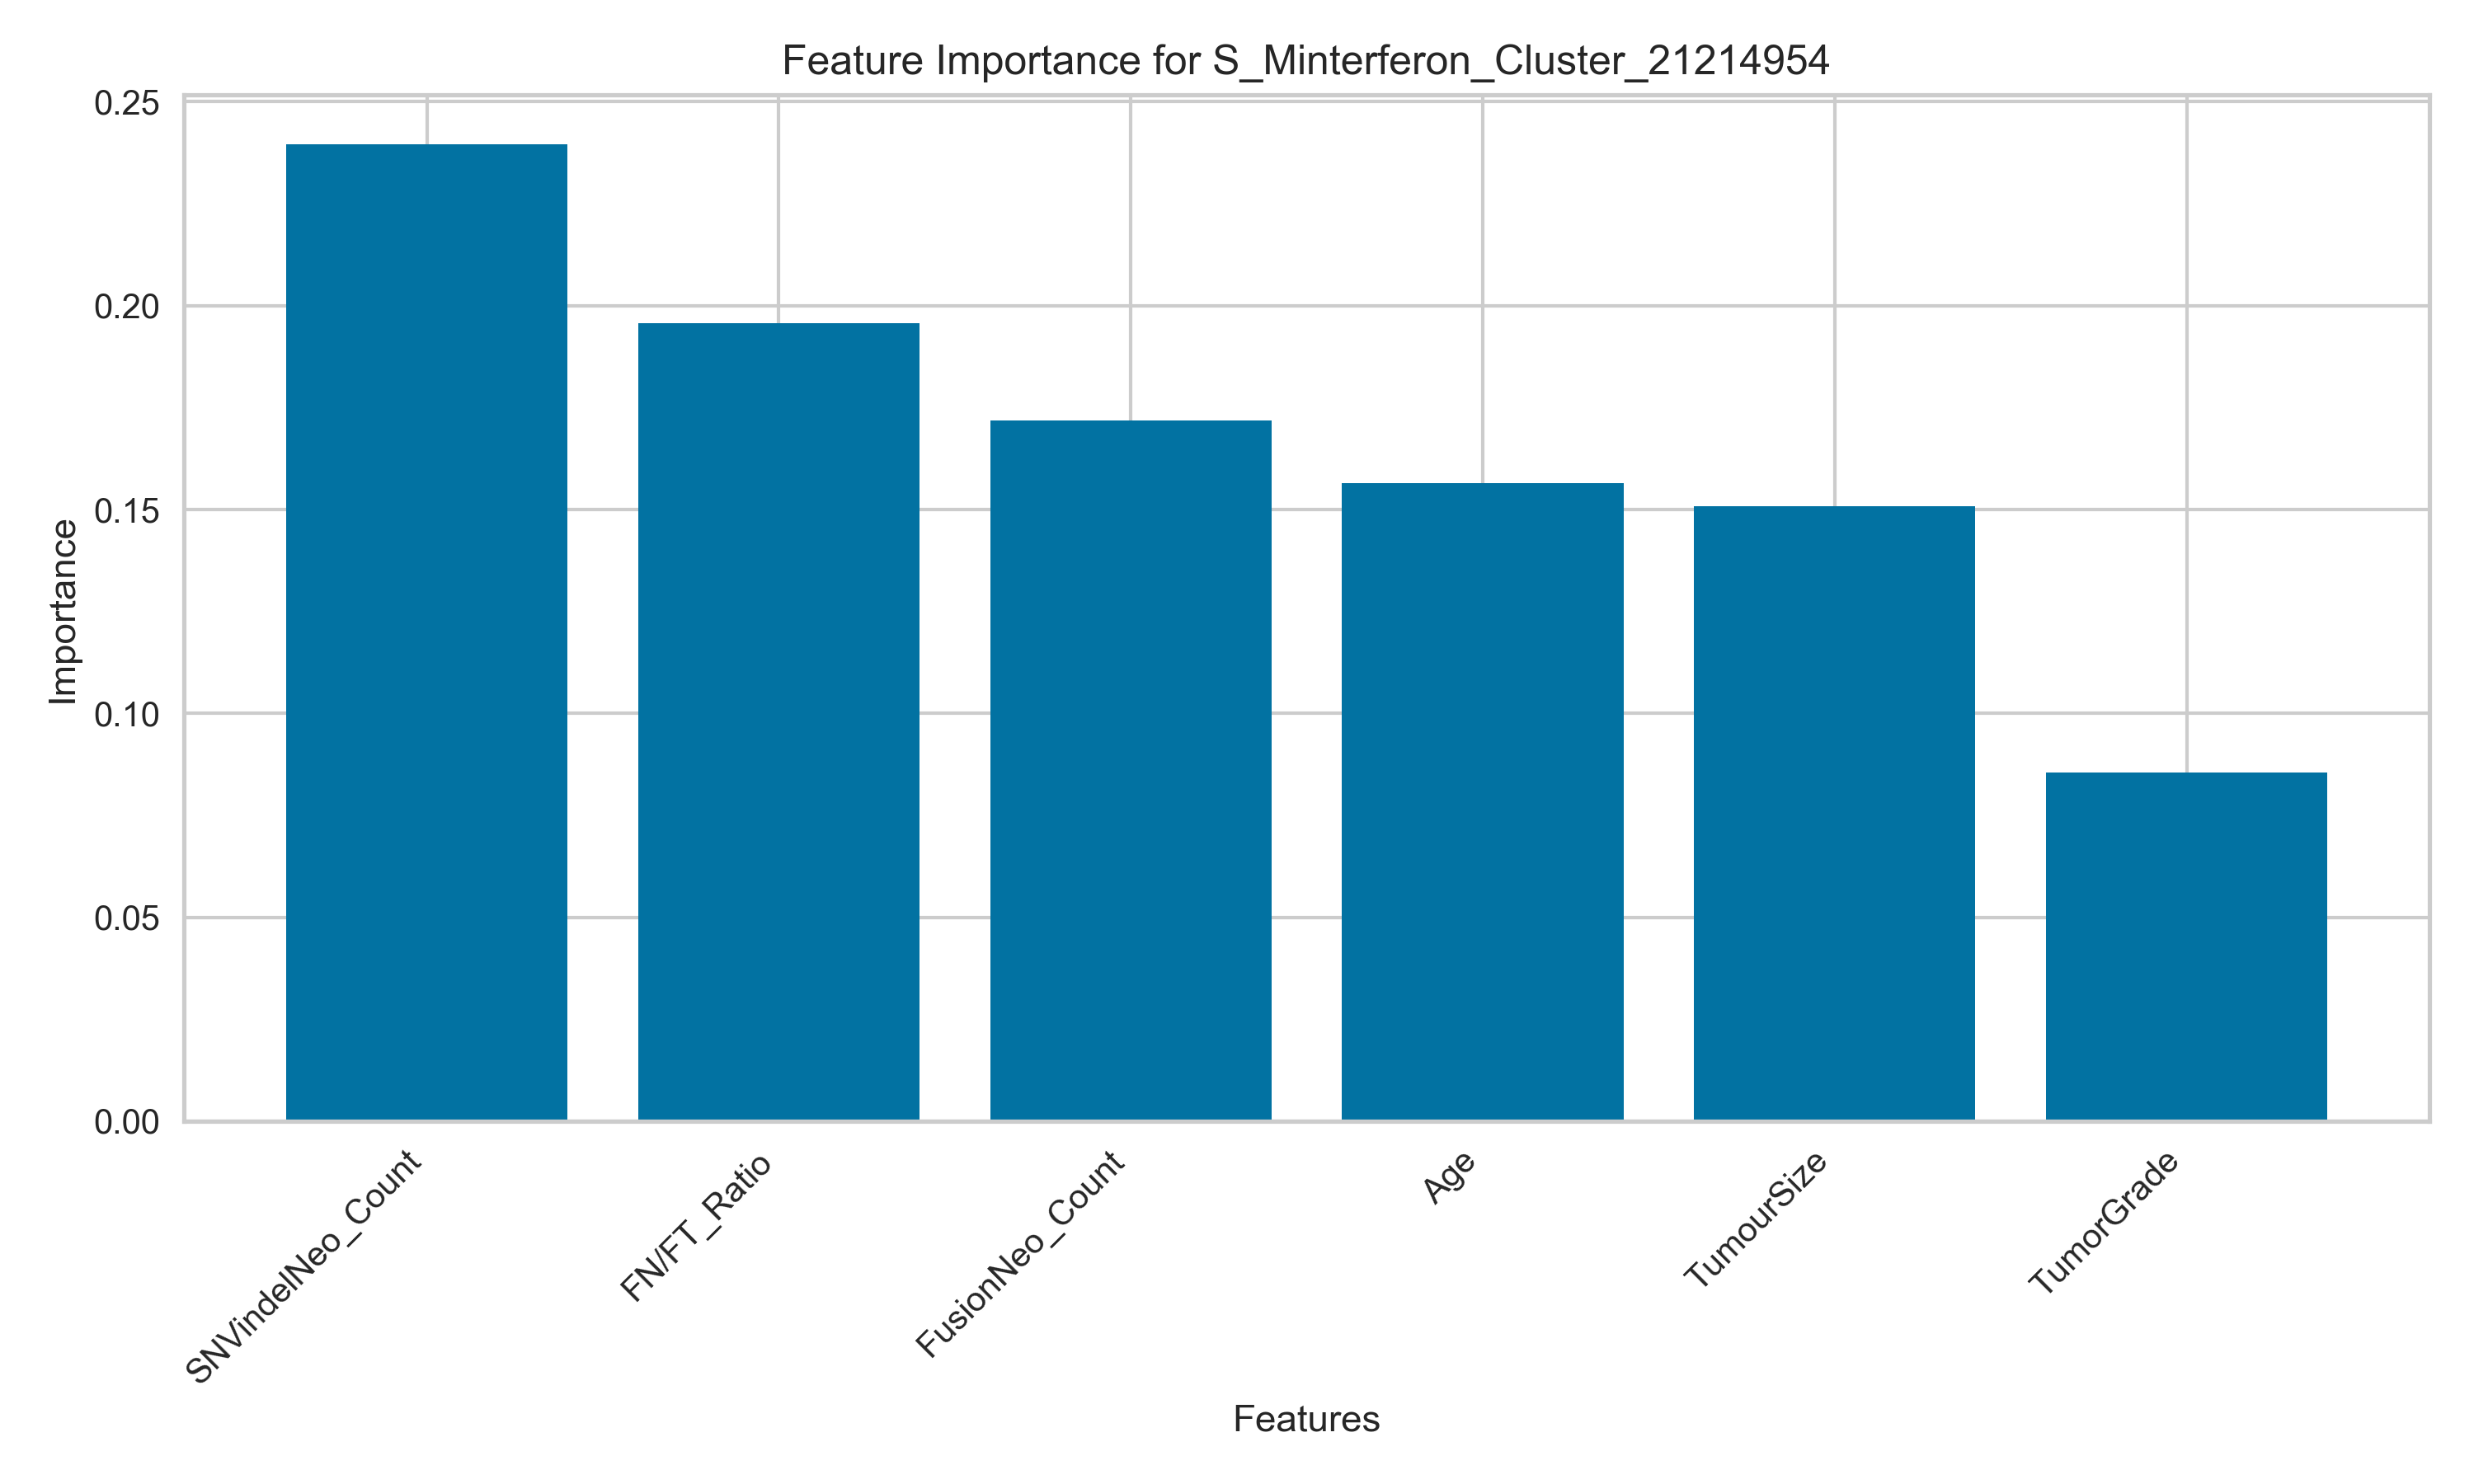 Feature Importance for S_Minterferon_Cluster_21214954
0.25
0.20
0.15
0.10
0.05
0.00
Importance
SNVindelNeo_Count
FN/FT_Ratio
FusionNeo_Count
Age
TumourSize
TumorGrade
Features